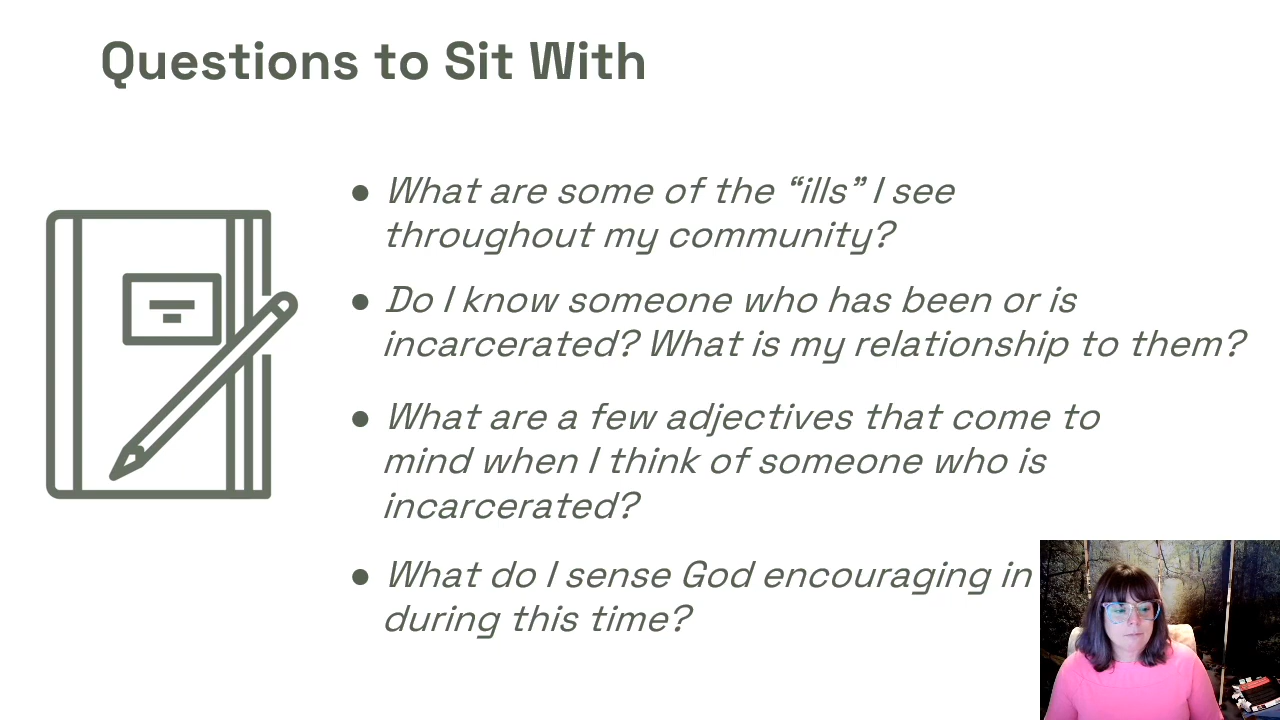 Questions to Sit With
● What are some of the “ills” I see
throughout my community?
● Do I know someone who has been or is
incarcerated? What is my relationship to them?
● What are a few adjectives that come to
mind when I think of someone who is
incarcerated?
● What do I sense God encouraging in
during this time?